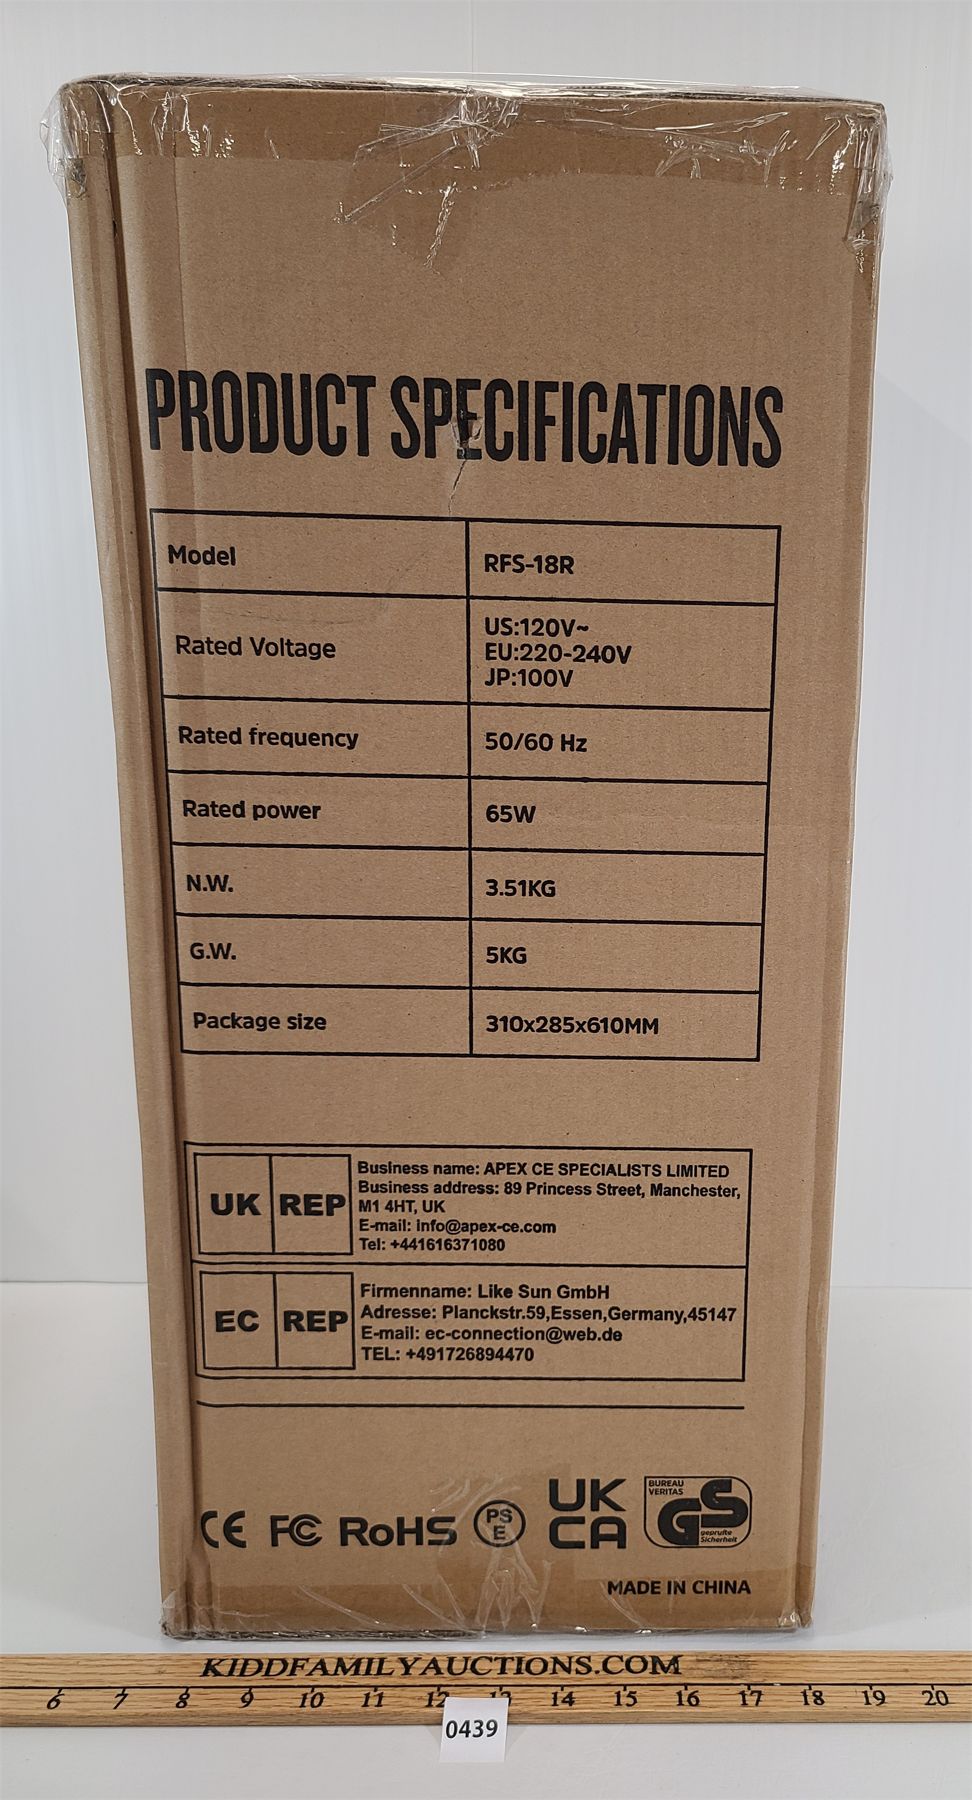 PRODUCT SPECIFICATIONS
Model RFS-18R
Rated Voltage US:120V~
EU:220-240V
JP:100V
Rated frequency 50/60 Hz
Rated power 65W
N.W. 3.51KG
G.W. 5KG
Package size 310x285x610MM
UK REP
Business name: APEX CE SPECIALISTS LIMITED
Business address: 89 Princess Street, Manchester,
M1 4HT, UK
E-mail: info@apex-ce.com
Tel: +441616371080
EC REP
Firmenname: Like Sun GmbH
Adresse: Planckstr.59,Essen,Germany,45147
E-mail: ec-connection@web.de
TEL: +491726894470
CE FC RoHS PS E UK CA BUREAU VERITAS GS geprufte Sicherheit
MADE IN CHINA
KIDDFAMILYAUCTIONS.COM
6 7 8 9 10 11 12 13 14 15 16 17 18 19 20
0439